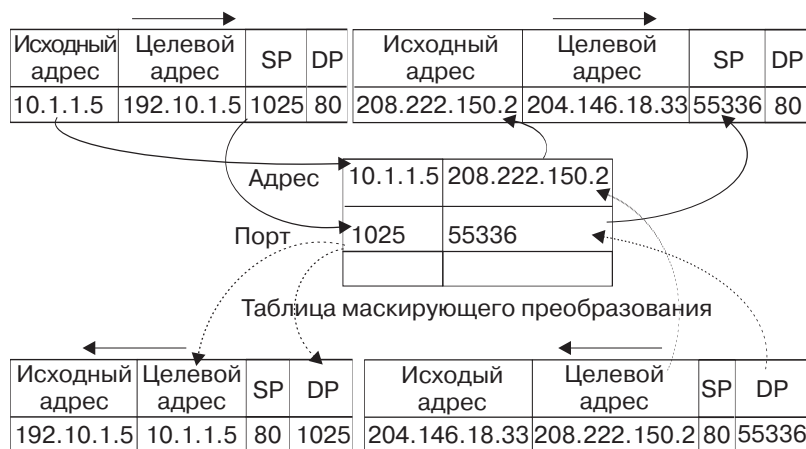 Исходный адрес Целевой адрес SP DP
10.1.1.5 192.10.1.5 1025 80
Исходный адрес Целевой адрес SP DP
208.222.150.2 204.146.18.33 55336 80
Адрес 10.1.1.5 208.222.150.2
Порт 1025 55336
Таблица маскирующего преобразования
Исходный адрес Целевой адрес SP DP
192.10.1.5 10.1.1.5 80 1025
Исходый адрес Целевой адрес SP DP
204.146.18.33 208.222.150.2 80 55336